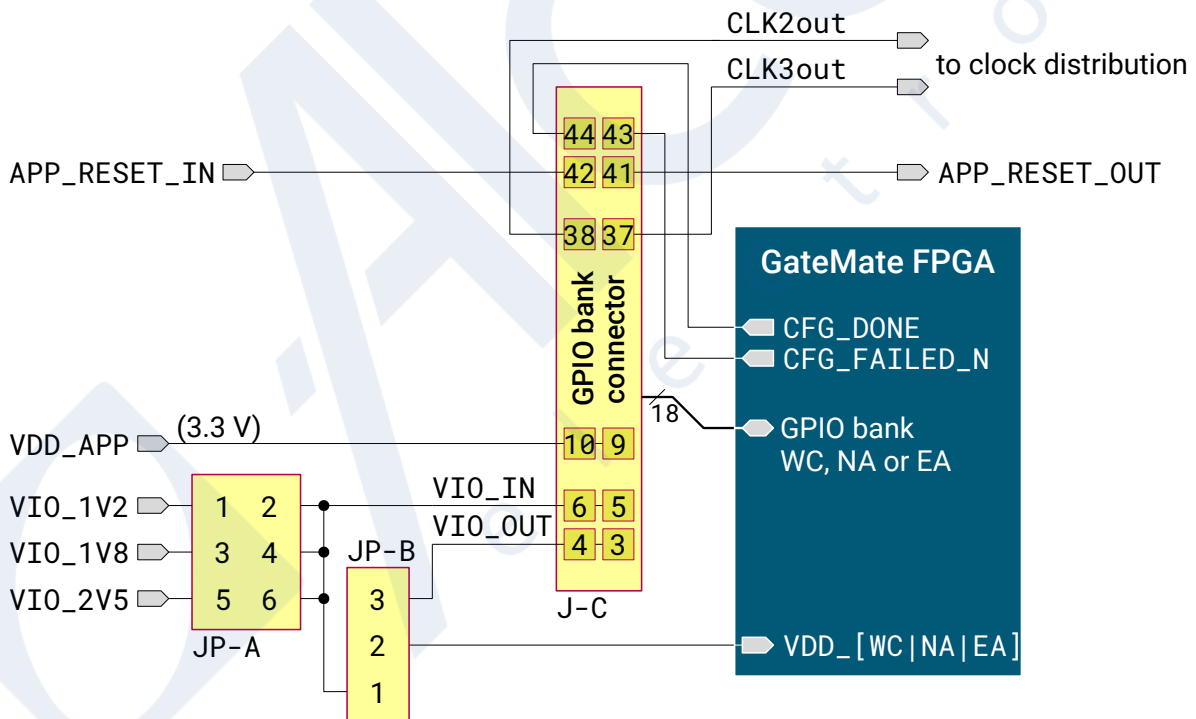 CLK2out
to clock distribution
CLK3out
44 43
APP_RESET_IN
42 41
APP_RESET_OUT
38 37
GateMate FPGA
GPIO bank
connector
CFG_DONE
CFG_FAILED_N
18
GPIO bank
WC, NA or EA
VDD_APP
(3.3 V)
10 9
VIO_IN
VIO_1V2
1 2
6 5
VIO_OUT
VIO_1V8
3 4
JP-B
4 3
VIO_2V5
5 6
3
J-C
JP-A
2
VDD_[WC|NA|EA]
1